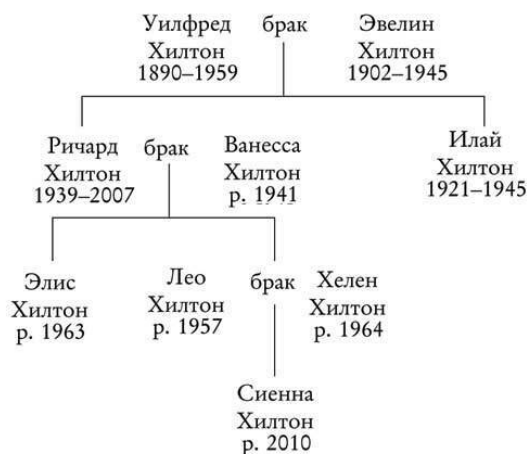 Уилфред брак Эвелин
Хилтон Хилтон
1890–1959 1902–1945
Ричард брак Ванесса Илай
Хилтон Хилтон Хилтон
1939–2007 р. 1941 1921–1945
Элис Лео брак Хелен
Хилтон Хилтон Хилтон
р. 1963 р. 1957 р. 1964
Сиенна
Хилтон
р. 2010